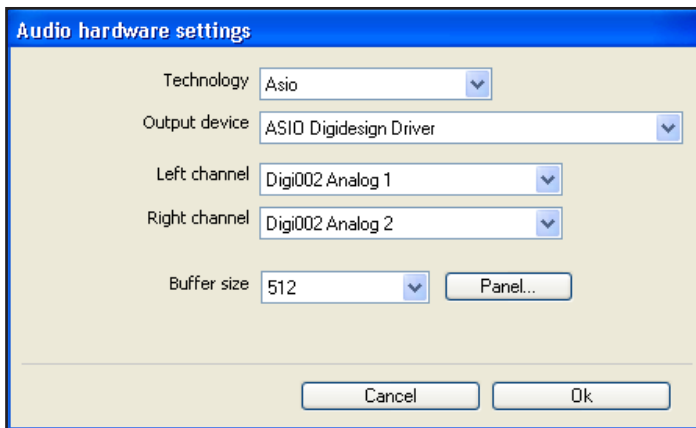 Audio hardware settings
Technology Asio
Output device ASIO Digidesign Driver
Left channel Digi002 Analog 1
Right channel Digi002 Analog 2
Buffer size 512 Panel...
Cancel Ok